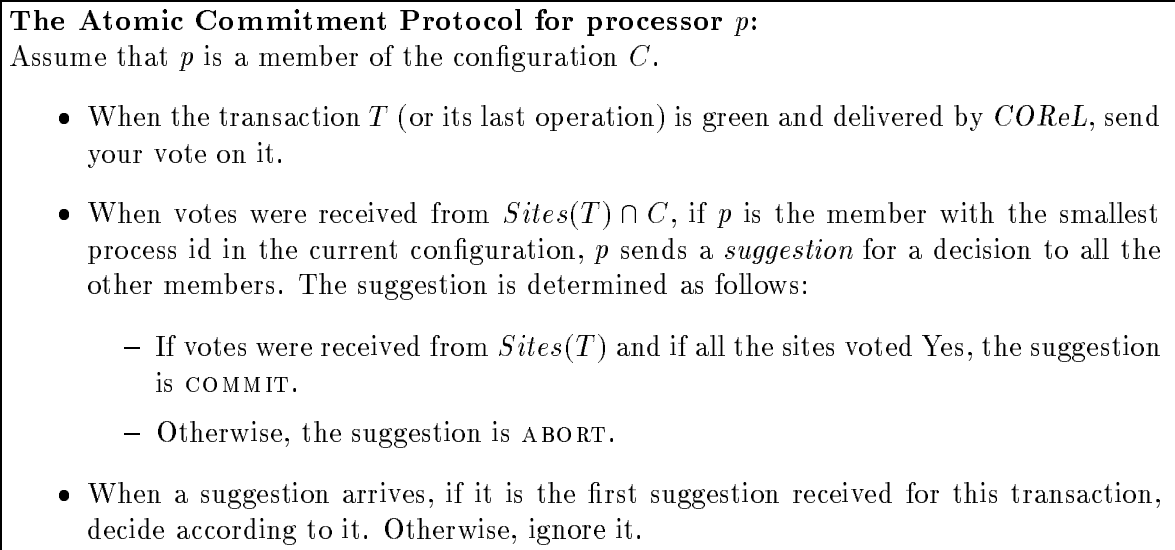 The Atomic Commitment Protocol for processor p:
Assume that p is a member of the configuration C.
• When the transaction T (or its last operation) is green and delivered by COReL, send
your vote on it.
• When votes were received from Sites(T) ∩ C, if p is the member with the smallest
process id in the current configuration, p sends a suggestion for a decision to all the
other members. The suggestion is determined as follows:
– If votes were received from Sites(T) and if all the sites voted Yes, the suggestion
is COMMIT.
– Otherwise, the suggestion is ABORT.
• When a suggestion arrives, if it is the first suggestion received for this transaction,
decide according to it. Otherwise, ignore it.